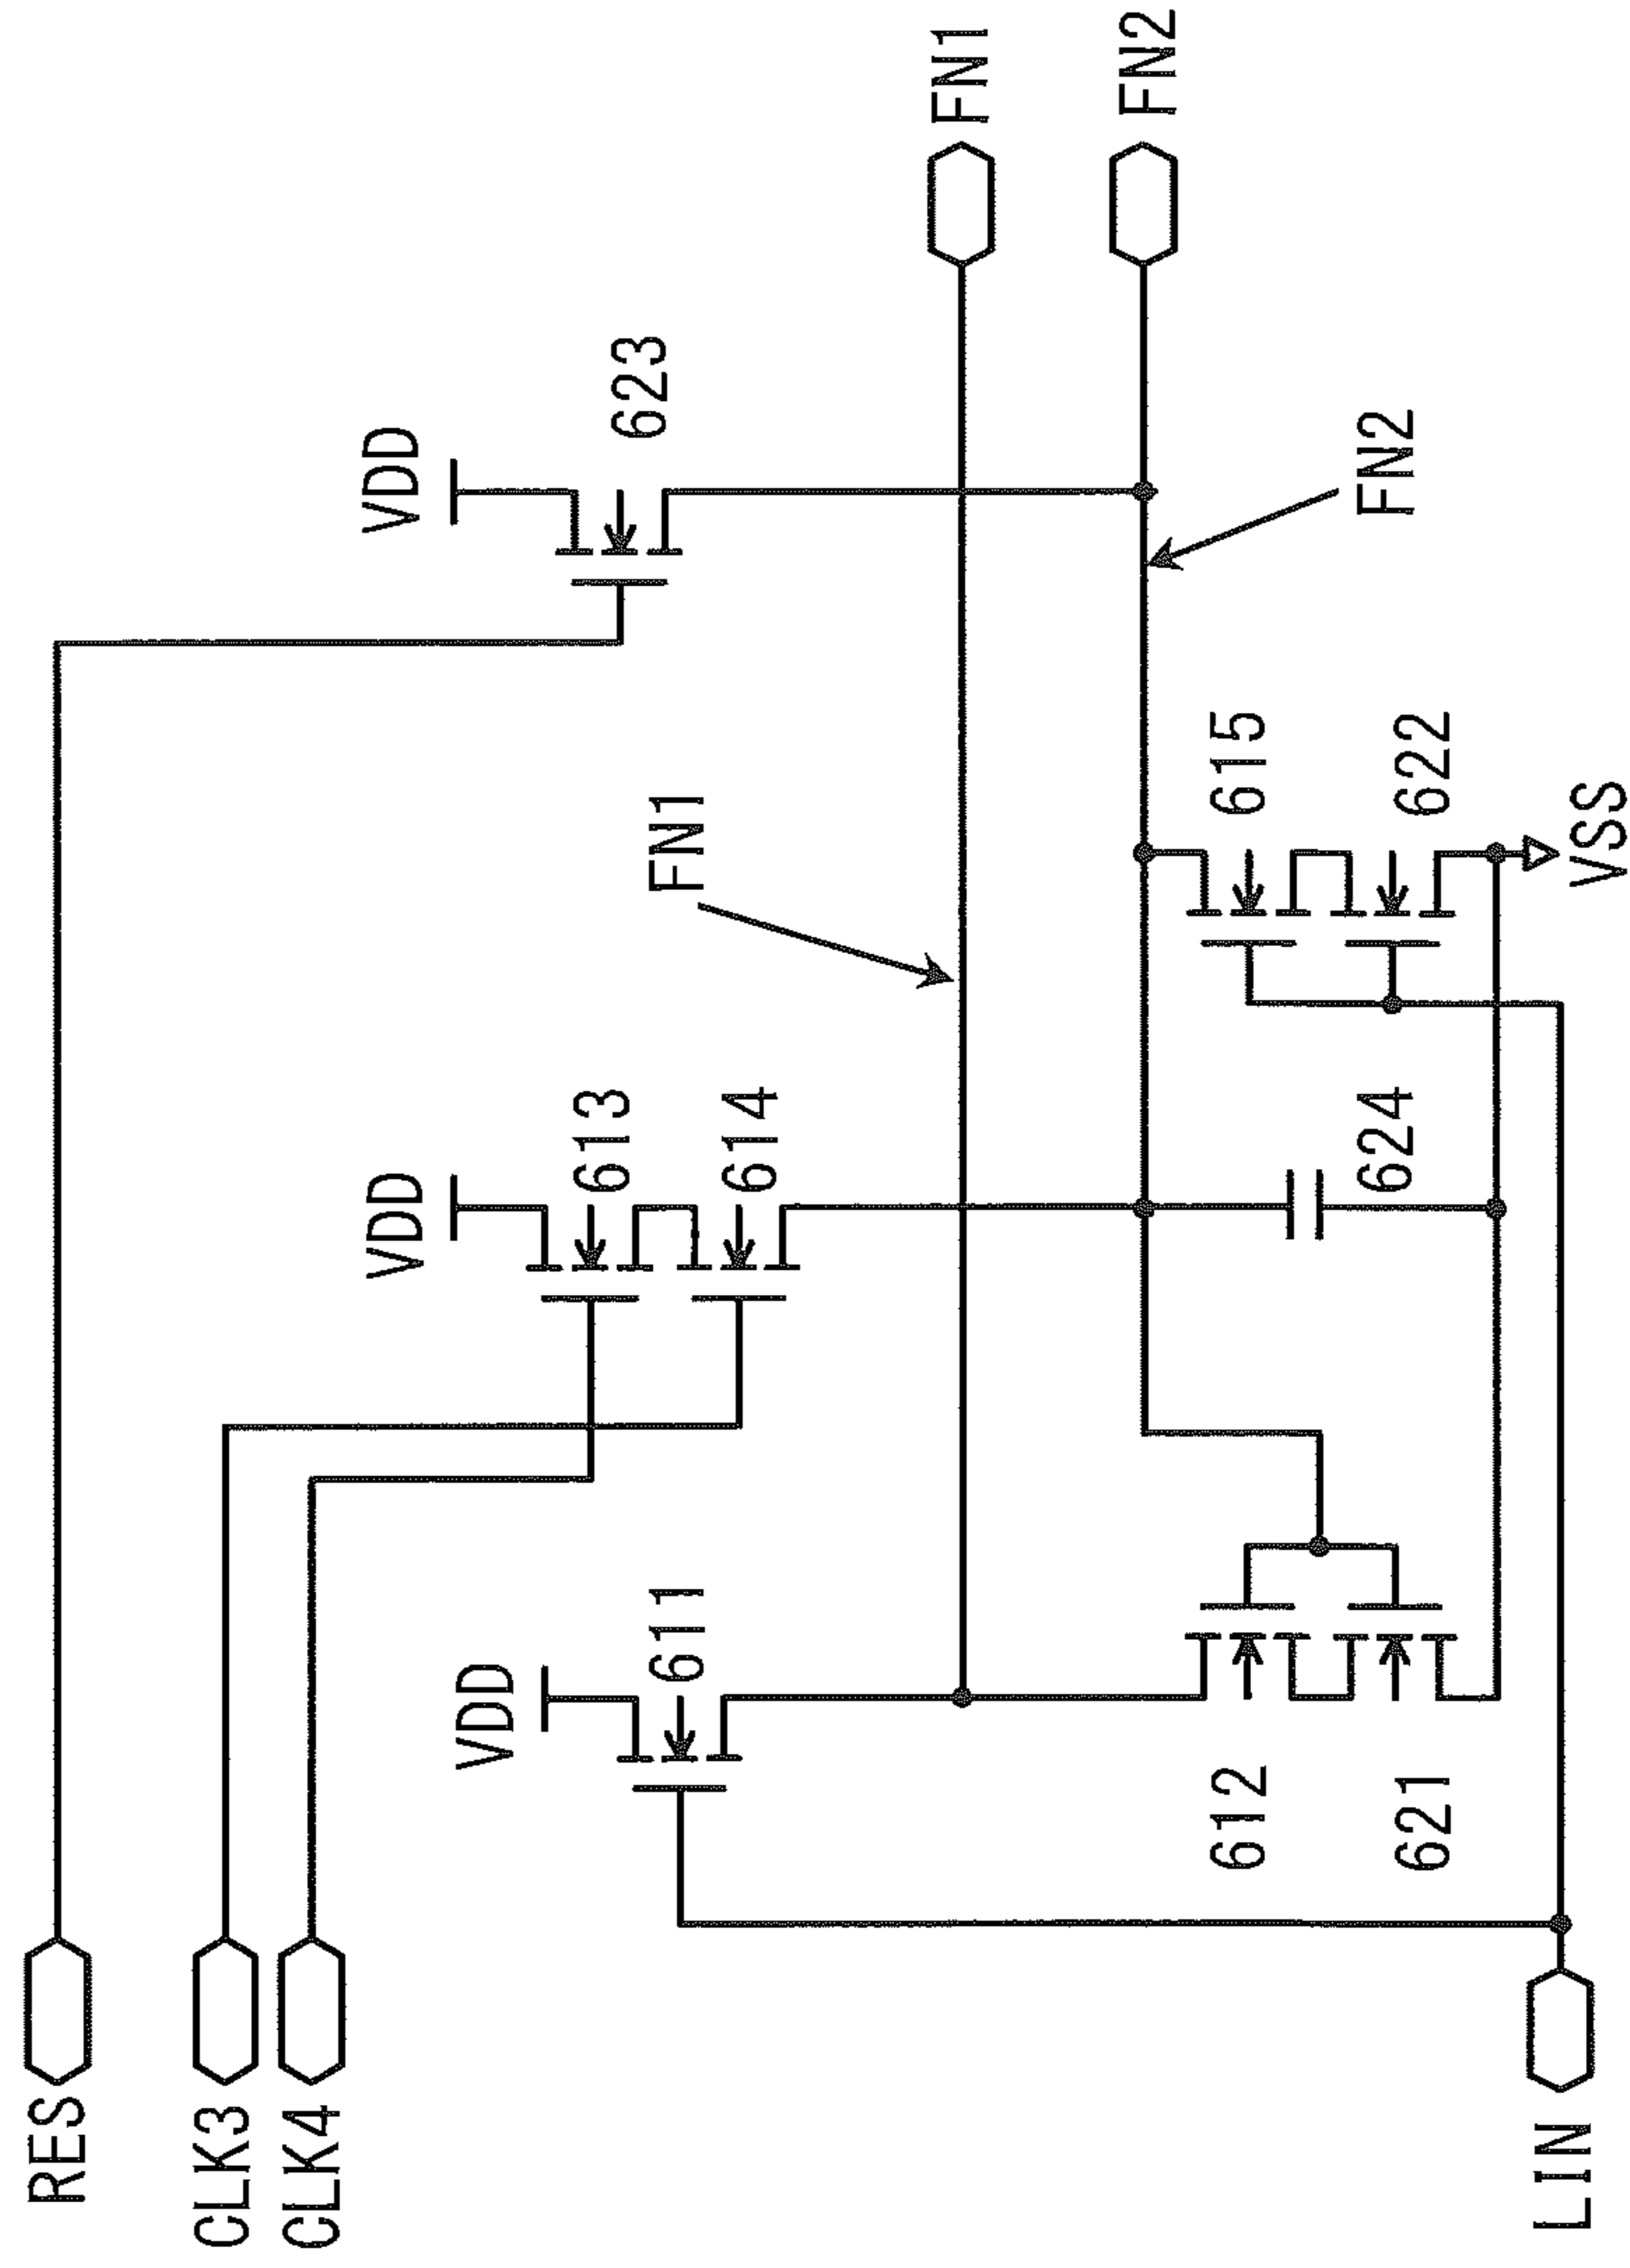 RES
CLK3
CLK4
LIN
VDD
611
VDD
613
614
VDD
623
FN1
FN1
FN2
FN2
612
621
624
615
622
VSS